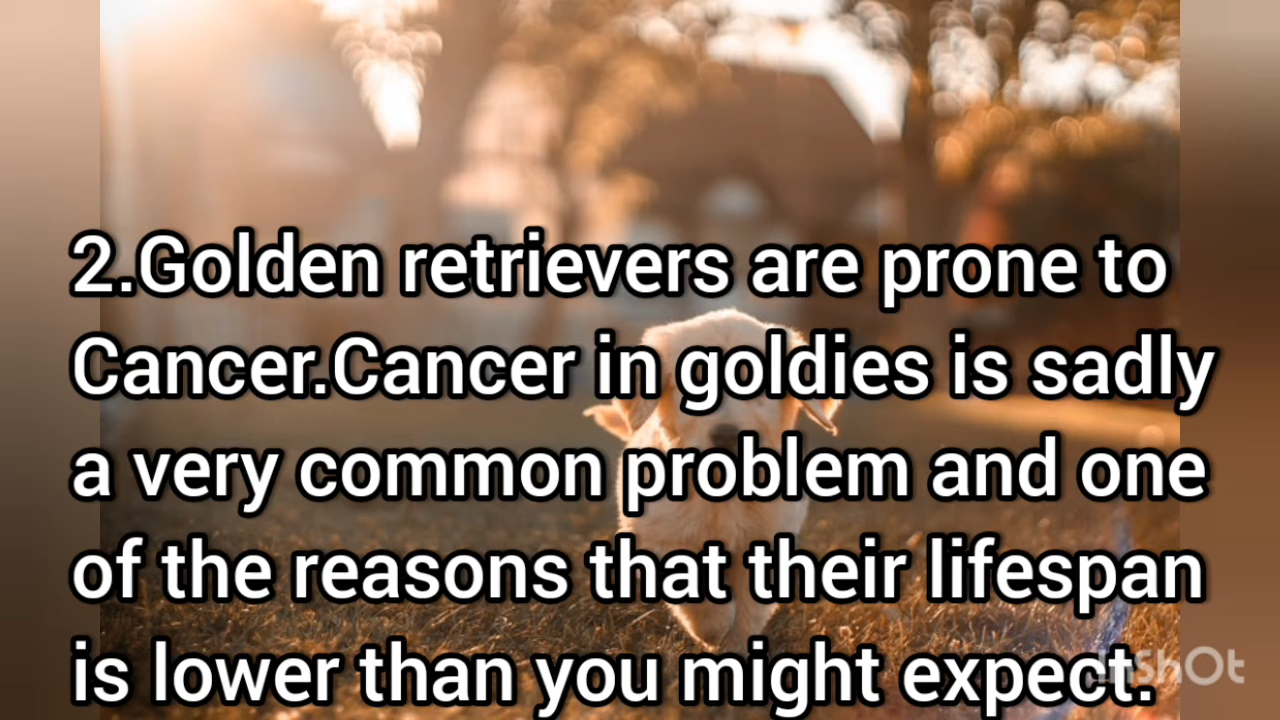 2.Golden retrievers are prone to
Cancer.Cancer in goldies is sadly
a very common problem and one
of the reasons that their lifespan
is lower than you might expect.
InShOt